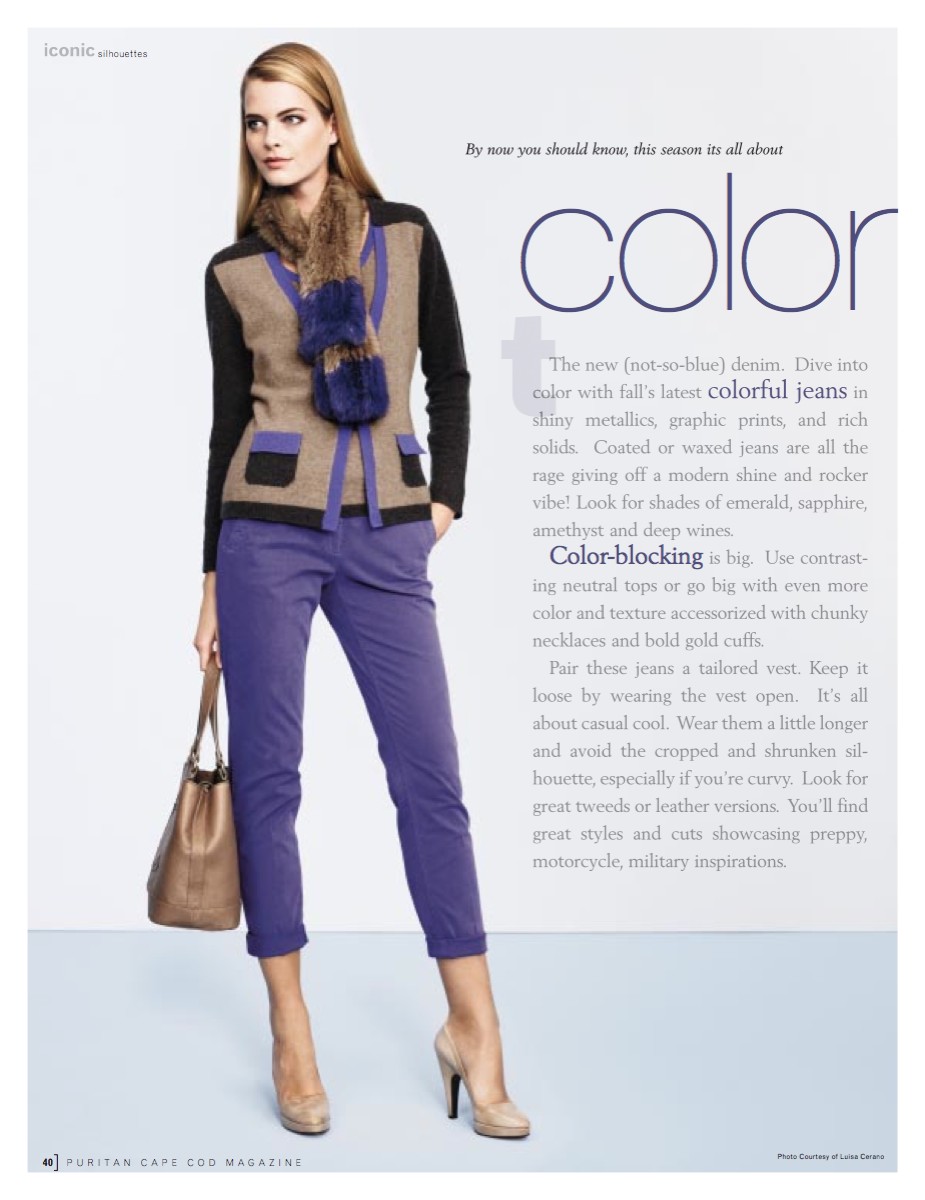 iconic silhouettes
By now you should know, this season its all about
color
t
The new (not-so-blue) denim. Dive into
color with fall's latest colorful jeans in
shiny metallics, graphic prints, and rich
solids. Coated or waxed jeans are all the
rage giving off a modern shine and rocker
vibe! Look for shades of emerald, sapphire,
amethyst and deep wines.
Color-blocking is big. Use contrast-
ing neutral tops or go big with even more
color and texture accessorized with chunky
necklaces and bold gold cuffs.
Pair these jeans a tailored vest. Keep it
loose by wearing the vest open. It's all
about casual cool. Wear them a little longer
and avoid the cropped and shrunken sil-
houette, especially if you're curvy. Look for
great tweeds or leather versions. You'll find
great styles and cuts showcasing preppy,
motorcycle, military inspirations.
40] PURITAN CAPE COD MAGAZINE
Photo Courtesy of Luisa Cerano